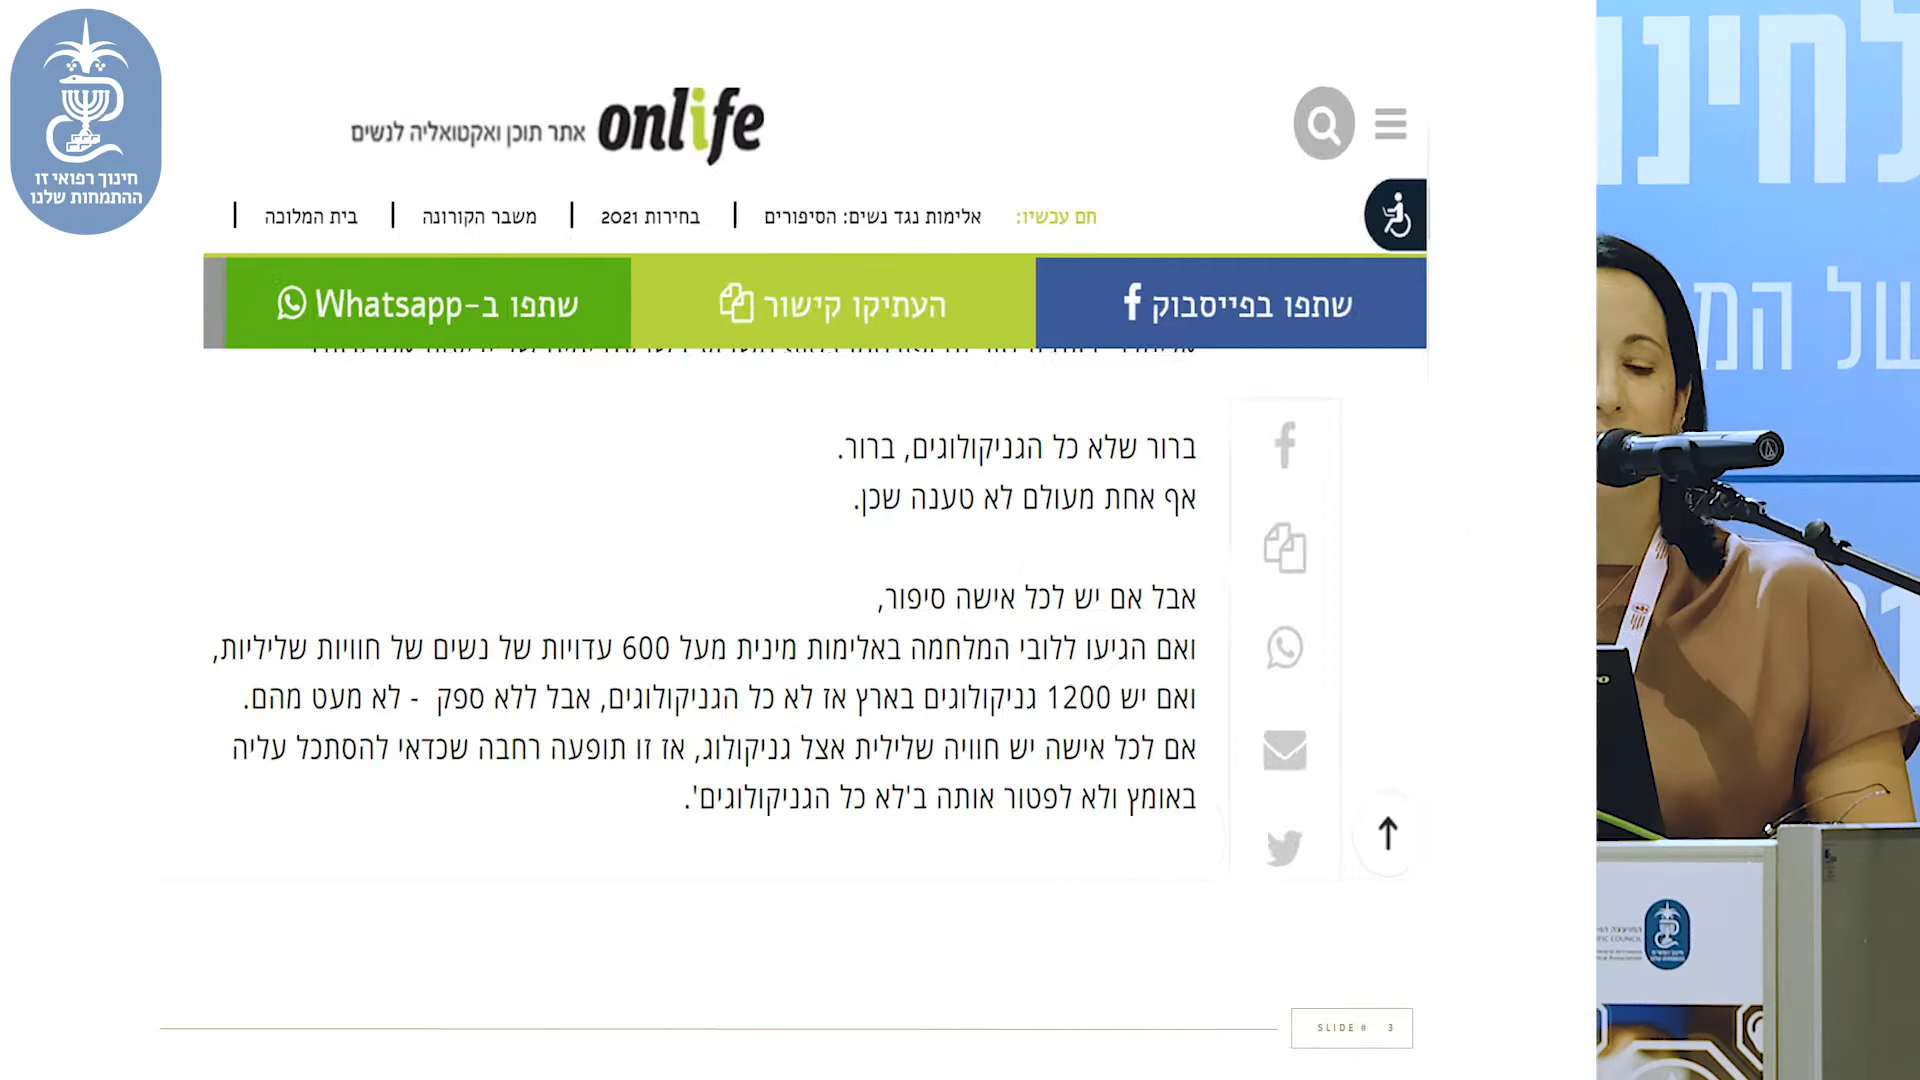 חינוך רפואי זו
ההתמחות שלנו
onlife אתר תוכן ואקטואליה לנשים
חם עכשיו: אלימות נגד נשים: הסיפורים | בחירות 2021 | משבר הקורונה | בית המלוכה |
שתפו בפייסבוק
העתיקו קישור
שתפו ב-Whatsapp
ברור שלא כל הגניקולוגים, ברור.
אף אחת מעולם לא טענה שכן.
אבל אם יש לכל אישה סיפור,
ואם הגיעו ללובי המלחמה באלימות מינית מעל 600 עדויות של נשים של חוויות שליליות,
ואם יש 1200 גניקולוגים בארץ אז לא כל הגניקולוגים, אבל ללא ספק - לא מעט מהם.
אם לכל אישה יש חוויה שלילית אצל גניקולוג, אז זו תופעה רחבה שכדאי להסתכל עליה
באומץ ולא לפטור אותה ב'לא כל הגניקולוגים'.
SLIDE # 3
לחינו
של המ